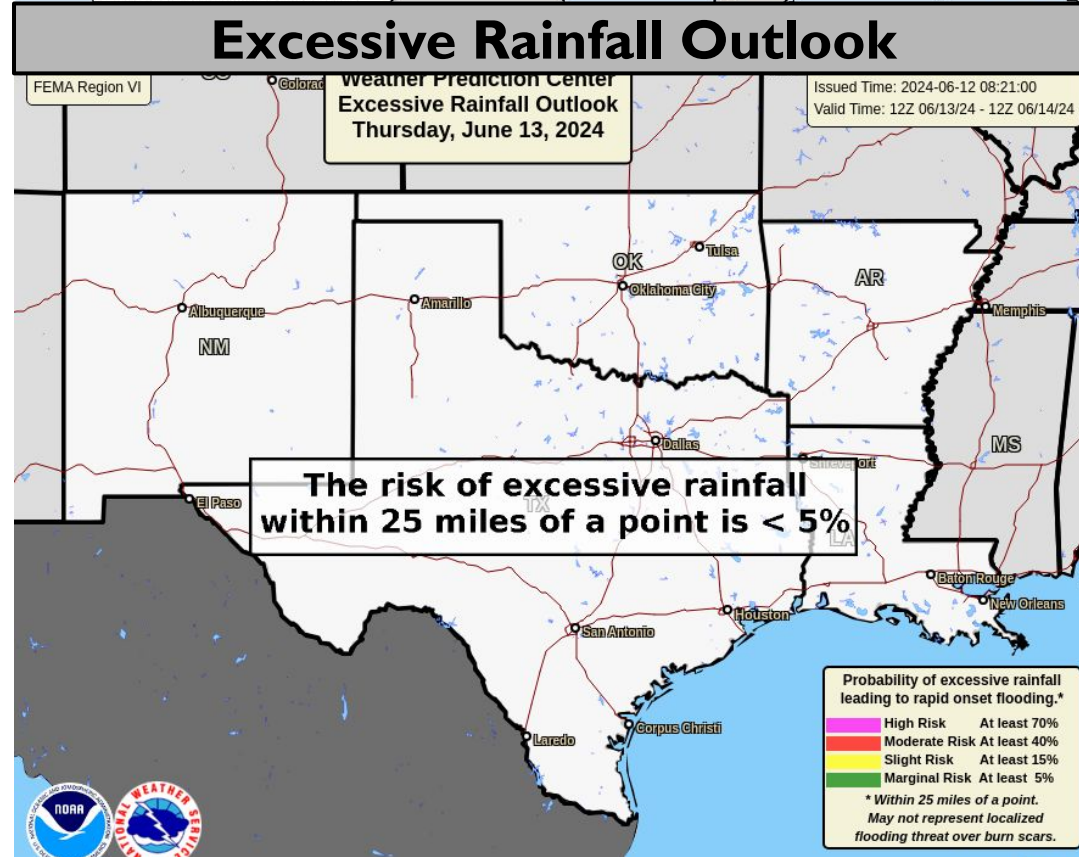 Excessive Rainfall Outlook
FEMA Region VI
Weather Prediction Center
Excessive Rainfall Outlook
Thursday, June 13, 2024
Issued Time: 2024-06-12 08:21:00
Valid Time: 12Z 06/13/24 - 12Z 06/14/24
Tulsa
OK
Oklahoma City
AR
Amarillo
Albuquerque
Memphis
NM
Dallas
MS
Shreveport
The risk of excessive rainfall
within 25 miles of a point is < 5%
El Paso
TX
LA
Baton Rouge
New Orleans
Houston
San Antonio
Corpus Christi
Laredo
Probability of excessive rainfall
leading to rapid onset flooding.*
High Risk At least 70%
Moderate Risk At least 40%
Slight Risk At least 15%
Marginal Risk At least 5%
* Within 25 miles of a point.
May not represent localized
flooding threat over burn scars.
NOAA
NATIONAL WEATHER SERVICE